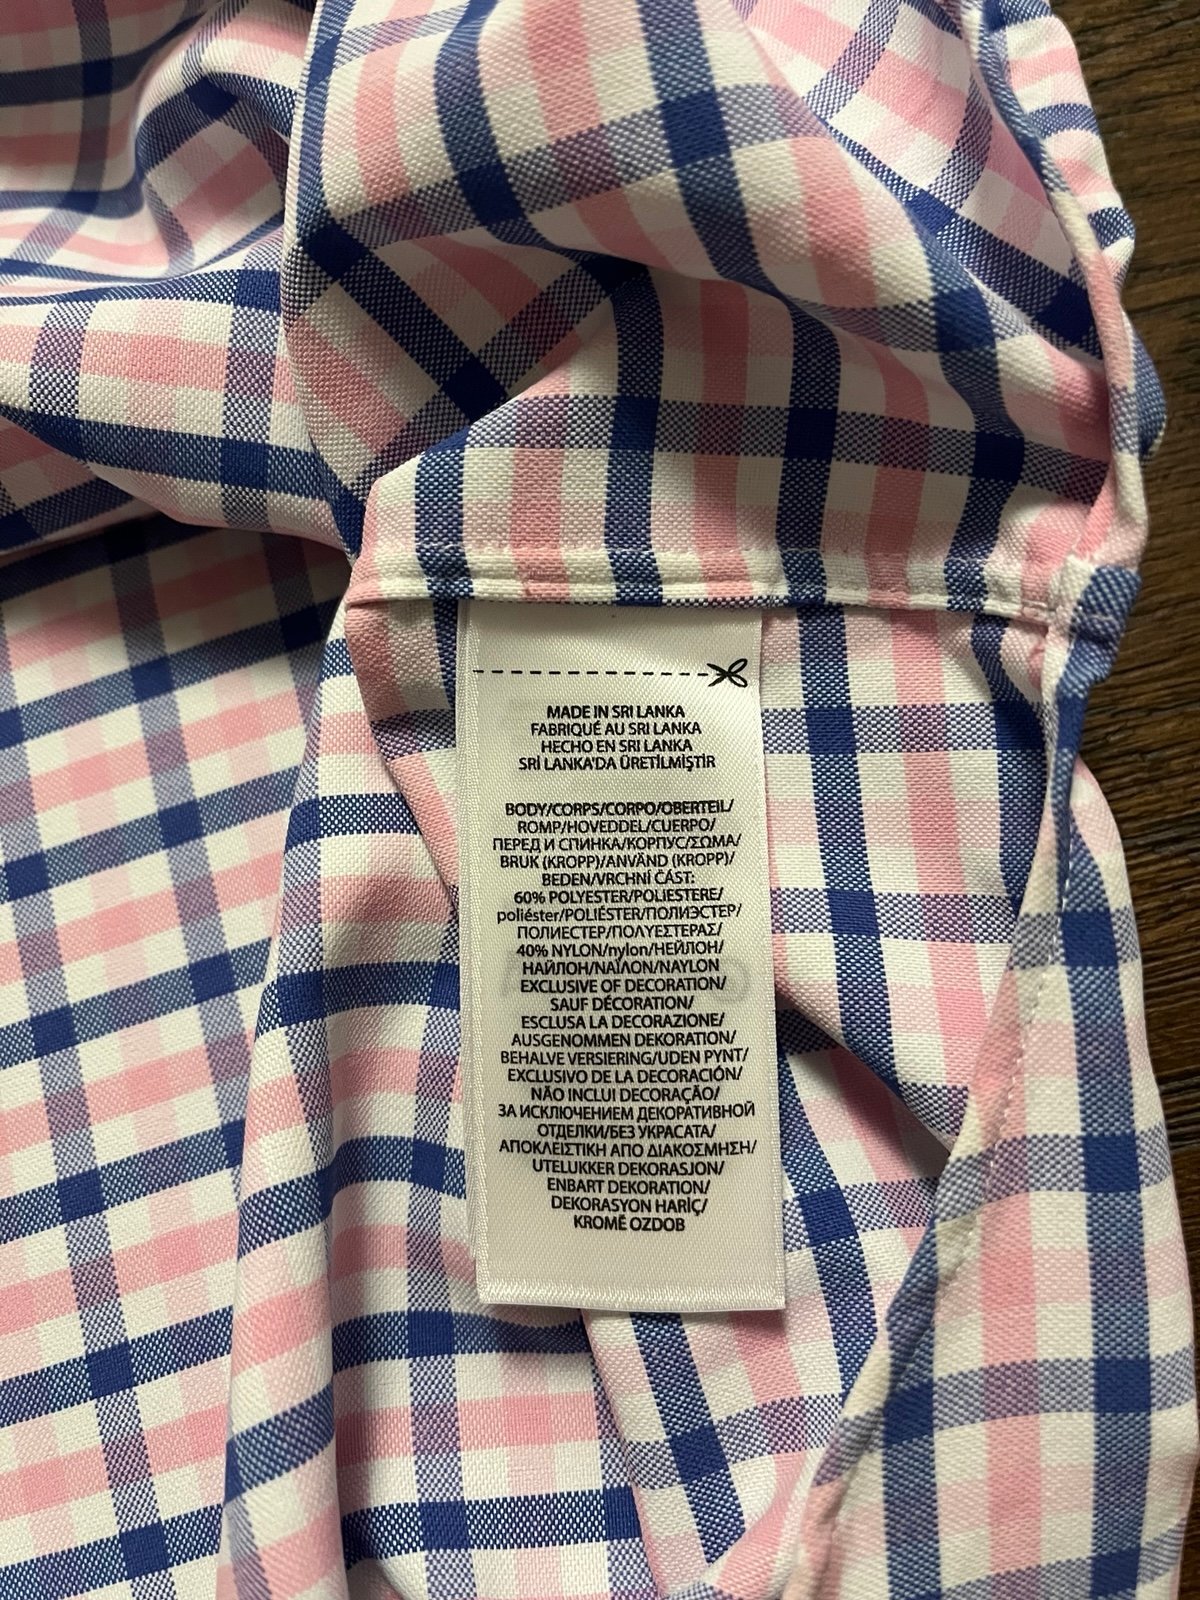 MADE IN SRI LANKA
FABRIQUÉ AU SRI LANKA
HECHO EN SRI LANKA
SRİ LANKA'DA ÜRETİLMİŞTİR
BODY/CORPS/CORPO/OBERTEIL/
ROMP/HOVEDDEL/CUERPO/
ПЕРЕД И СПИНКА/КОРПУС/ΣΩΜΑ/
BRUK (KROPP)/ANVÄND (KROPP)/
BEDEN/VRCHNÍ ČÁST:
60% POLYESTER/POLIESTERE/
poliéster/POLIÉSTER/ПОЛИЭСТЕР/
ПОЛИЕСТЕР/ΠΟΛΥΕΣΤΕΡΑΣ/
40% NYLON/nylon/НЕЙЛОН/
НАЙЛОН/ΝΑΪΛΟΝ/NAYLON
EXCLUSIVE OF DECORATION/
SAUF DÉCORATION/
ESCLUSA LA DECORAZIONE/
AUSGENOMMEN DEKORATION/
BEHALVE VERSIERING/UDEN PYNT/
EXCLUSIVO DE LA DECORACIÓN/
NÃO INCLUI DECORAÇÃO/
ЗА ИСКЛЮЧЕНИЕМ ДЕКОРАТИВНОЙ
ОТДЕЛКИ/БЕЗ УКРАСАТА/
ΑΠΟΚΛΕΙΣΤΙΚΗ ΑΠΟ ΔΙΑΚΟΣΜΗΣΗ/
UTELUKKER DEKORASJON/
ENBART DEKORATION/
DEKORASYON HARİÇ/
KROMĚ OZDOB